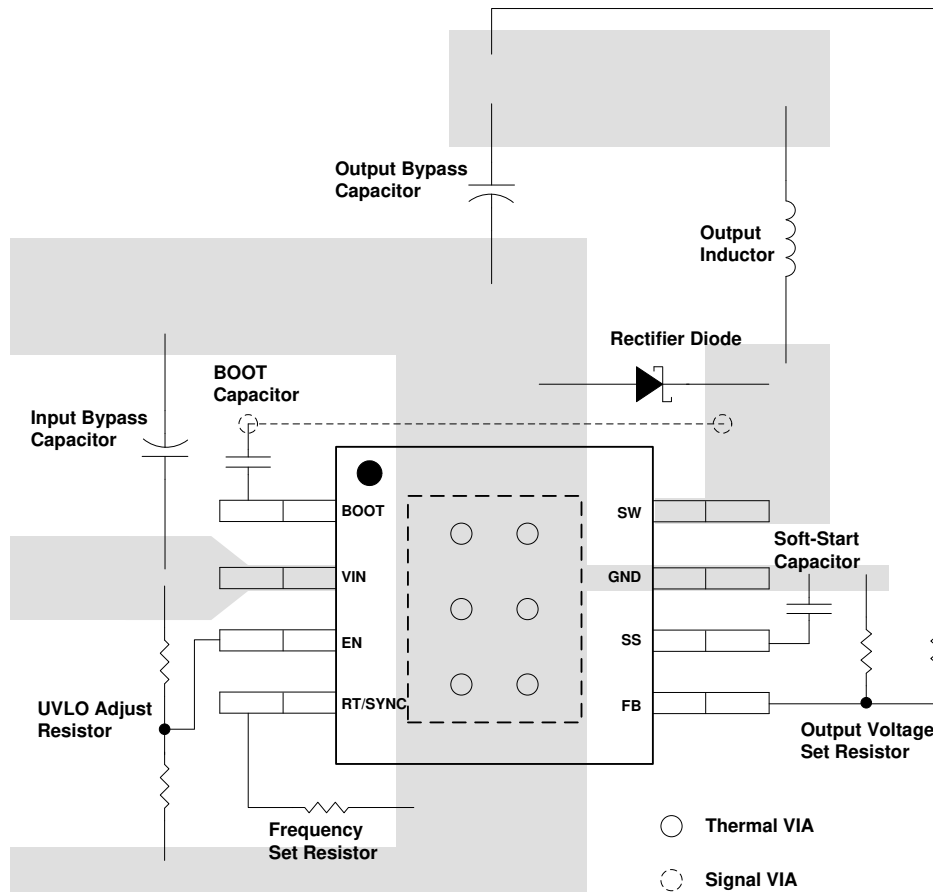 Output Bypass
Capacitor
Output
Inductor
Rectifier Diode
BOOT
Capacitor
Input Bypass
Capacitor
BOOT
SW
Soft-Start
Capacitor
VIN
GND
EN
SS
UVLO Adjust
Resistor
RT/SYNC
FB
Output Voltage
Set Resistor
Frequency
Set Resistor
Thermal VIA
Signal VIA